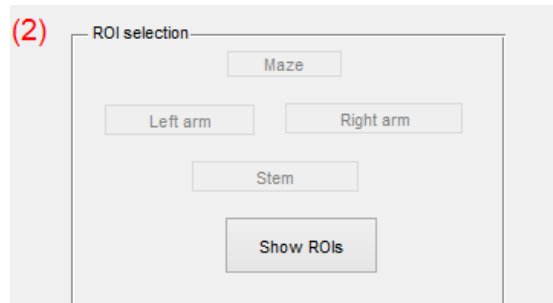 (2)
ROI selection
Maze
Left arm
Right arm
Stem
Show ROIs